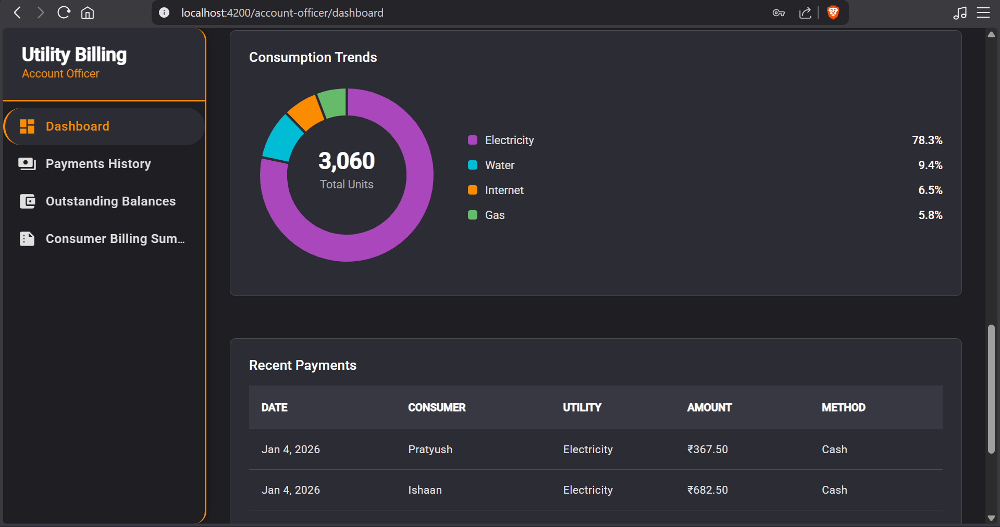 localhost:4200/account-officer/dashboard
Utility Billing
Account Officer
Dashboard
Payments History
Outstanding Balances
Consumer Billing Sum…
Consumption Trends
3,060
Total Units
Electricity 78.3%
Water 9.4%
Internet 6.5%
Gas 5.8%
Recent Payments
DATE CONSUMER UTILITY AMOUNT METHOD
Jan 4, 2026 Pratyush Electricity ₹367.50 Cash
Jan 4, 2026 Ishaan Electricity ₹682.50 Cash